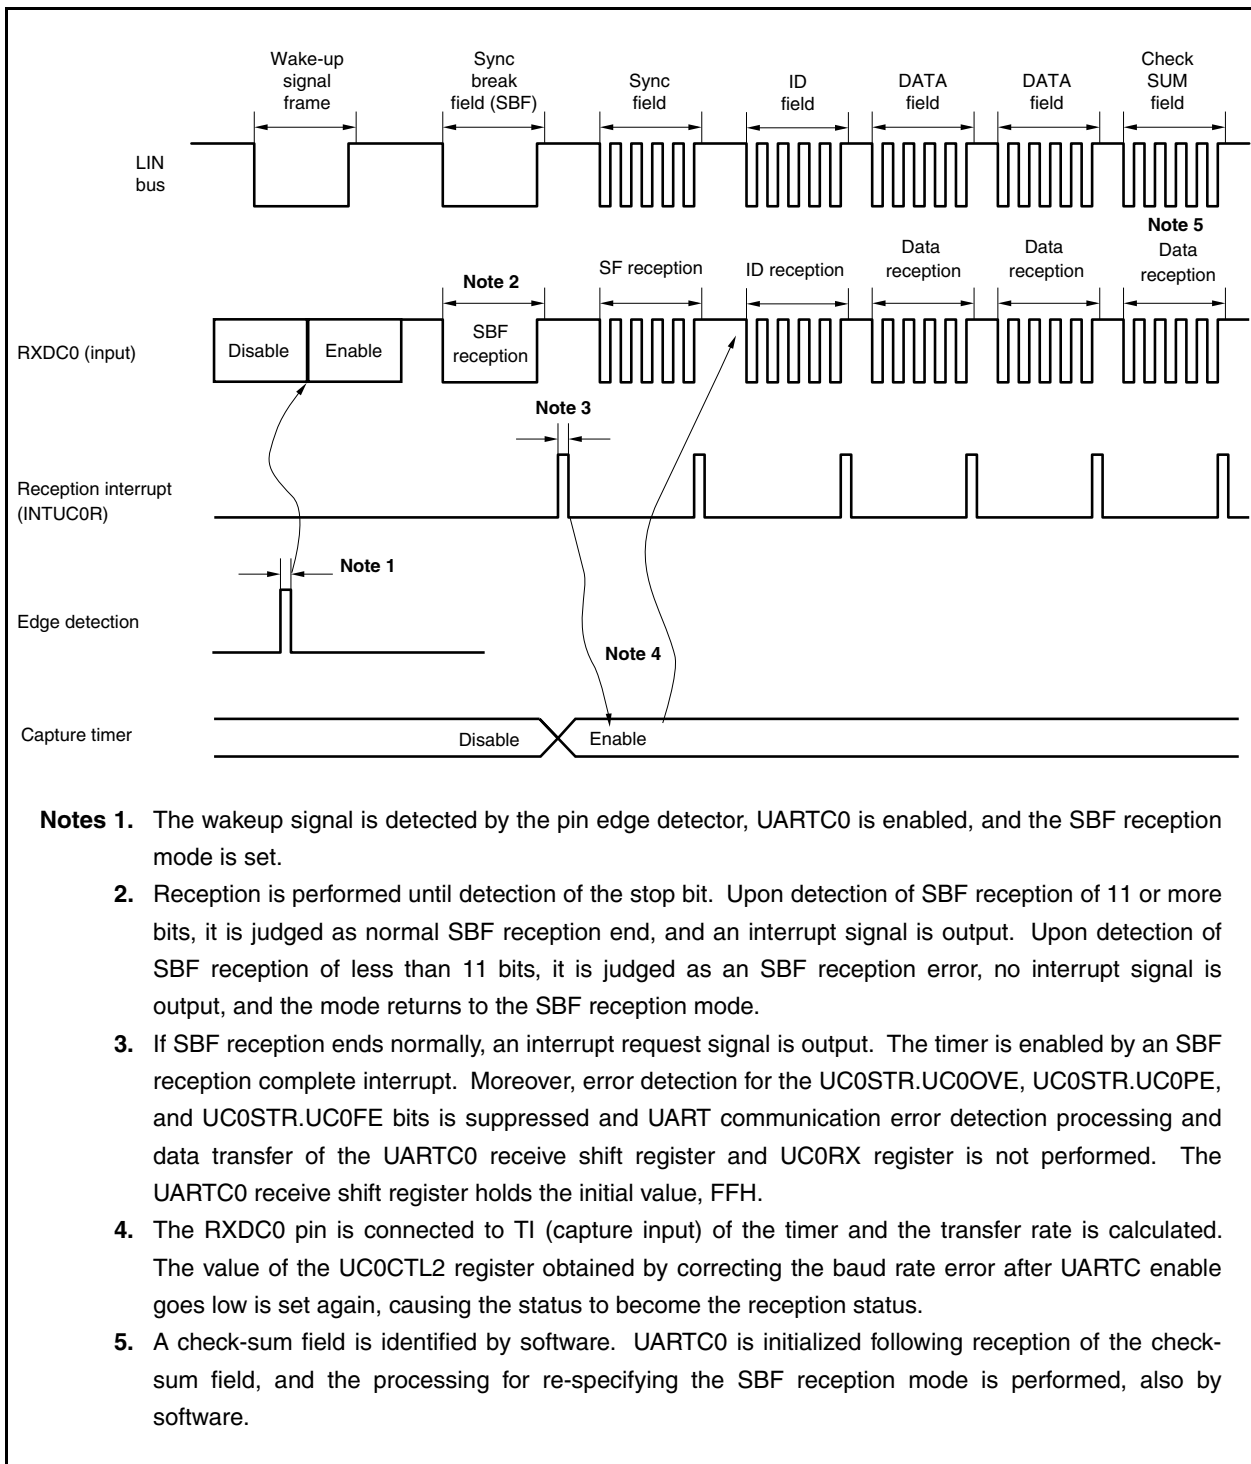 Wake-up
signal
frame
Sync
break
field (SBF)
Sync
field
ID
field
DATA
field
DATA
field
Check
SUM
field
LIN
bus
Note 5
Note 2
SF reception
ID reception
Data
reception
Data
reception
Data
reception
RXDC0 (input)
Disable
Enable
SBF
reception
Note 3
Reception interrupt
(INTUC0R)
Note 1
Edge detection
Note 4
Capture timer
Disable
Enable
Notes 1. The wakeup signal is detected by the pin edge detector, UARTC0 is enabled, and the SBF reception
mode is set.
2. Reception is performed until detection of the stop bit. Upon detection of SBF reception of 11 or more
bits, it is judged as normal SBF reception end, and an interrupt signal is output. Upon detection of
SBF reception of less than 11 bits, it is judged as an SBF reception error, no interrupt signal is
output, and the mode returns to the SBF reception mode.
3. If SBF reception ends normally, an interrupt request signal is output. The timer is enabled by an SBF
reception complete interrupt. Moreover, error detection for the UC0STR.UC0OVE, UC0STR.UC0PE,
and UC0STR.UC0FE bits is suppressed and UART communication error detection processing and
data transfer of the UARTC0 receive shift register and UC0RX register is not performed. The
UARTC0 receive shift register holds the initial value, FFH.
4. The RXDC0 pin is connected to TI (capture input) of the timer and the transfer rate is calculated.
The value of the UC0CTL2 register obtained by correcting the baud rate error after UARTC enable
goes low is set again, causing the status to become the reception status.
5. A check-sum field is identified by software. UARTC0 is initialized following reception of the check-
sum field, and the processing for re-specifying the SBF reception mode is performed, also by
software.